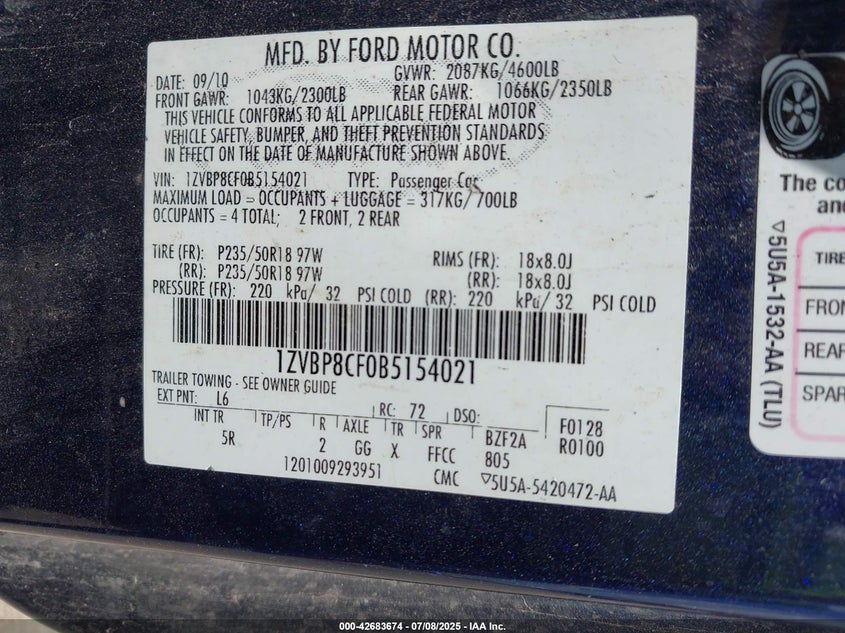 MFD. BY FORD MOTOR CO.
DATE: 09/10 GVWR: 2087KG/4600LB
FRONT GAWR: 1043KG/2300LB REAR GAWR: 1066KG/2350LB
THIS VEHICLE CONFORMS TO ALL APPLICABLE FEDERAL MOTOR
VEHICLE SAFETY, BUMPER, AND THEFT PREVENTION STANDARDS
IN EFFECT ON THE DATE OF MANUFACTURE SHOWN ABOVE.
VIN: 1ZVBP8CF0B5154021 TYPE: Passenger Car
MAXIMUM LOAD = OCCUPANTS + LUGGAGE = 317KG/ 700LB
OCCUPANTS = 4 TOTAL; 2 FRONT, 2 REAR
TIRE (FR): P235/50R18 97W RIMS (FR): 18x8.0J
(RR): P235/50R18 97W (RR): 18x8.0J
PRESSURE (FR): 220 kPa/ 32 PSI COLD (RR): 220 kPa/ 32 PSI COLD
1ZVBP8CF0B5154021
TRAILER TOWING - SEE OWNER GUIDE
EXT PNT: L6 RC: 72 DSO: F0128
INT TR TP/PS R AXLE TR SPR BZF2A R0100
5R 2 GG X FFCC 805
1201009293951 CMC ▽5U5A-5420472-AA
The co
and
TIRE
FRON
REAR
SPAR
▽5U5A-1532-AA (TLU)
000-42683674 / 07/08/2025 - IAA Inc.